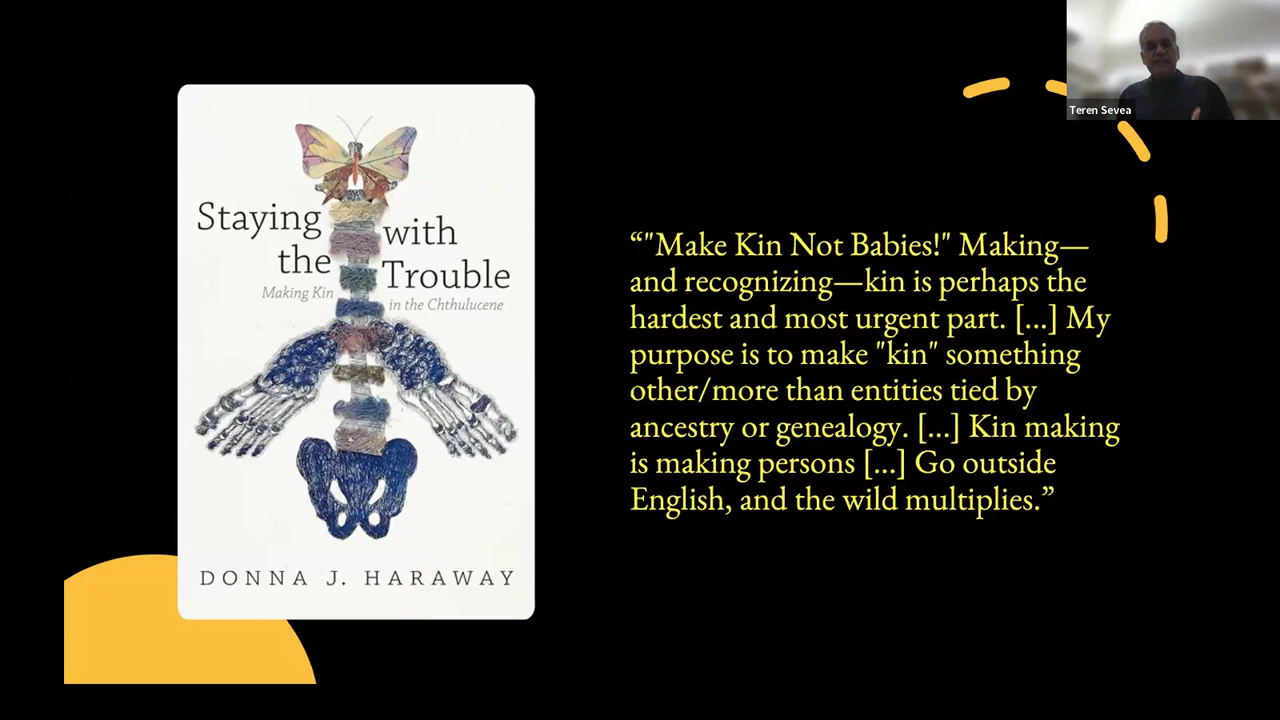 Teren Sevea
Staying with
the Trouble
Making Kin in the Chthulucene
DONNA J. HARAWAY
“"Make Kin Not Babies!" Making—
and recognizing—kin is perhaps the
hardest and most urgent part. [...] My
purpose is to make "kin" something
other/more than entities tied by
ancestry or genealogy. [...] Kin making
is making persons [...] Go outside
English, and the wild multiplies.”